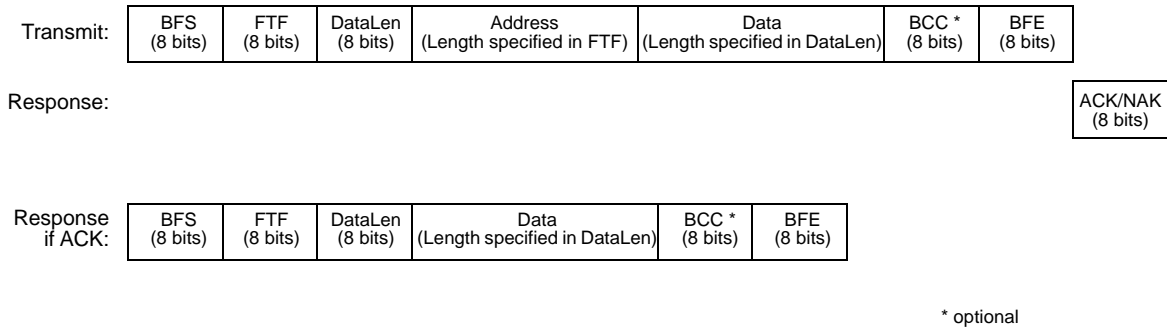 Transmit:
BFS FTF DataLen Address Data BCC * BFE
(8 bits) (8 bits) (8 bits) (Length specified in FTF) (Length specified in DataLen) (8 bits) (8 bits)
Response:
ACK/NAK
(8 bits)
Response
if ACK:
BFS FTF DataLen Data BCC * BFE
(8 bits) (8 bits) (8 bits) (Length specified in DataLen) (8 bits) (8 bits)
* optional